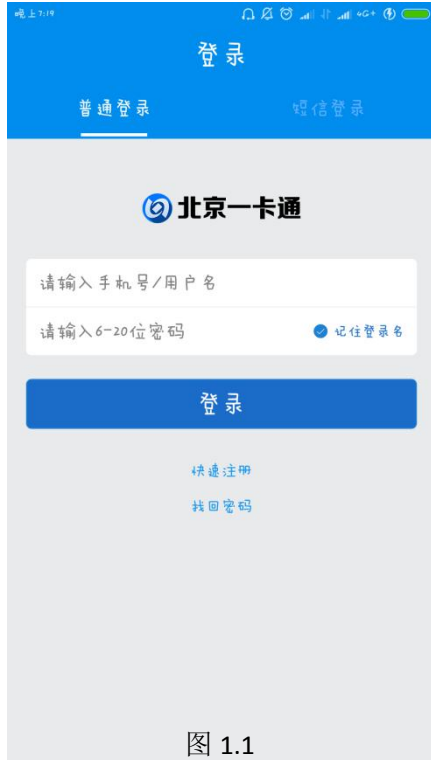 晚上7:19 4G+
登录
普通登录 短信登录
北京一卡通
请输入手机号/用户名
请输入6-20位密码 记住登录名
登录
快速注册
找回密码
图 1.1